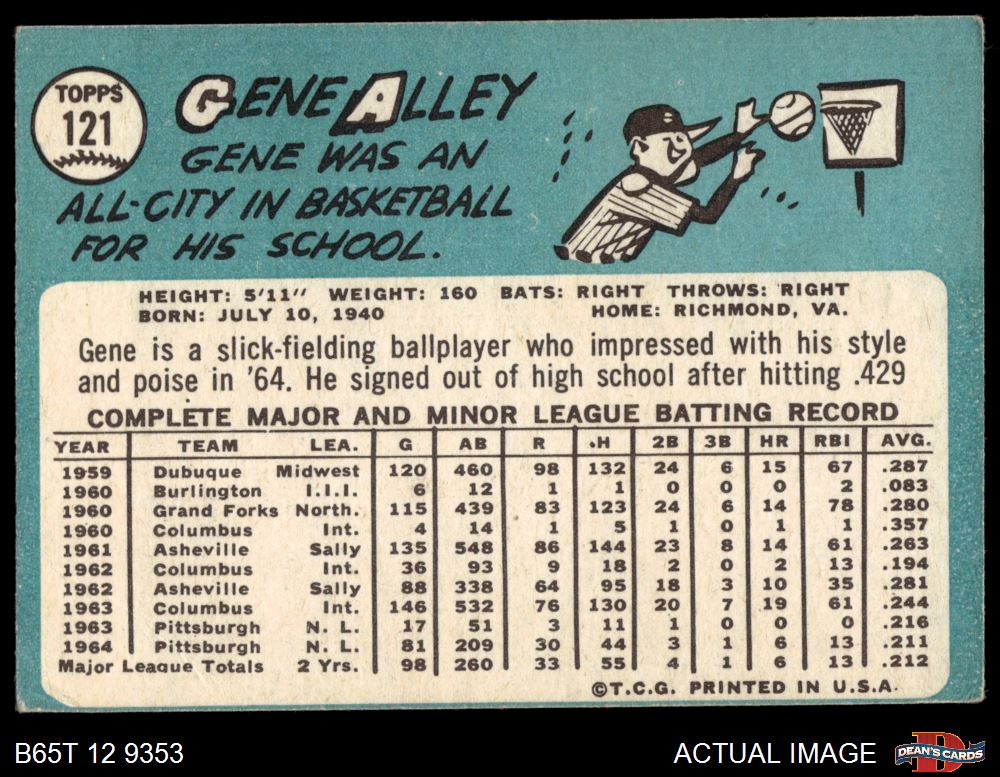 TOPPS
121
GENE ALLEY
GENE WAS AN
ALL-CITY IN BASKETBALL
FOR HIS SCHOOL.
HEIGHT: 5'11" WEIGHT: 160 BATS: RIGHT THROWS: RIGHT
BORN: JULY 10, 1940 HOME: RICHMOND, VA.
Gene is a slick-fielding ballplayer who impressed with his style
and poise in '64. He signed out of high school after hitting .429
COMPLETE MAJOR AND MINOR LEAGUE BATTING RECORD
YEAR TEAM LEA. G AB R H 2B 3B HR RBI AVG.
1959 Dubuque Midwest 120 460 98 132 24 6 15 67 .287
1960 Burlington I.I.I. 6 12 1 1 0 0 0 2 .083
1960 Grand Forks North. 115 439 83 123 24 6 14 78 .280
1960 Columbus Int. 4 14 1 5 1 0 1 1 .357
1961 Asheville Sally 135 548 86 144 23 8 14 61 .263
1962 Columbus Int. 36 93 9 18 2 0 2 13 .194
1962 Asheville Sally 88 338 64 95 18 3 10 35 .281
1963 Columbus Int. 146 532 76 130 20 7 19 61 .244
1963 Pittsburgh N. L. 17 51 3 11 1 0 0 0 .216
1964 Pittsburgh N. L. 81 209 30 44 3 1 6 13 .211
Major League Totals 2 Yrs. 98 260 33 55 4 1 6 13 .212
©T.C.G. PRINTED IN U.S.A.
B65T 12 9353
ACTUAL IMAGE
D
DEAN'S CARDS